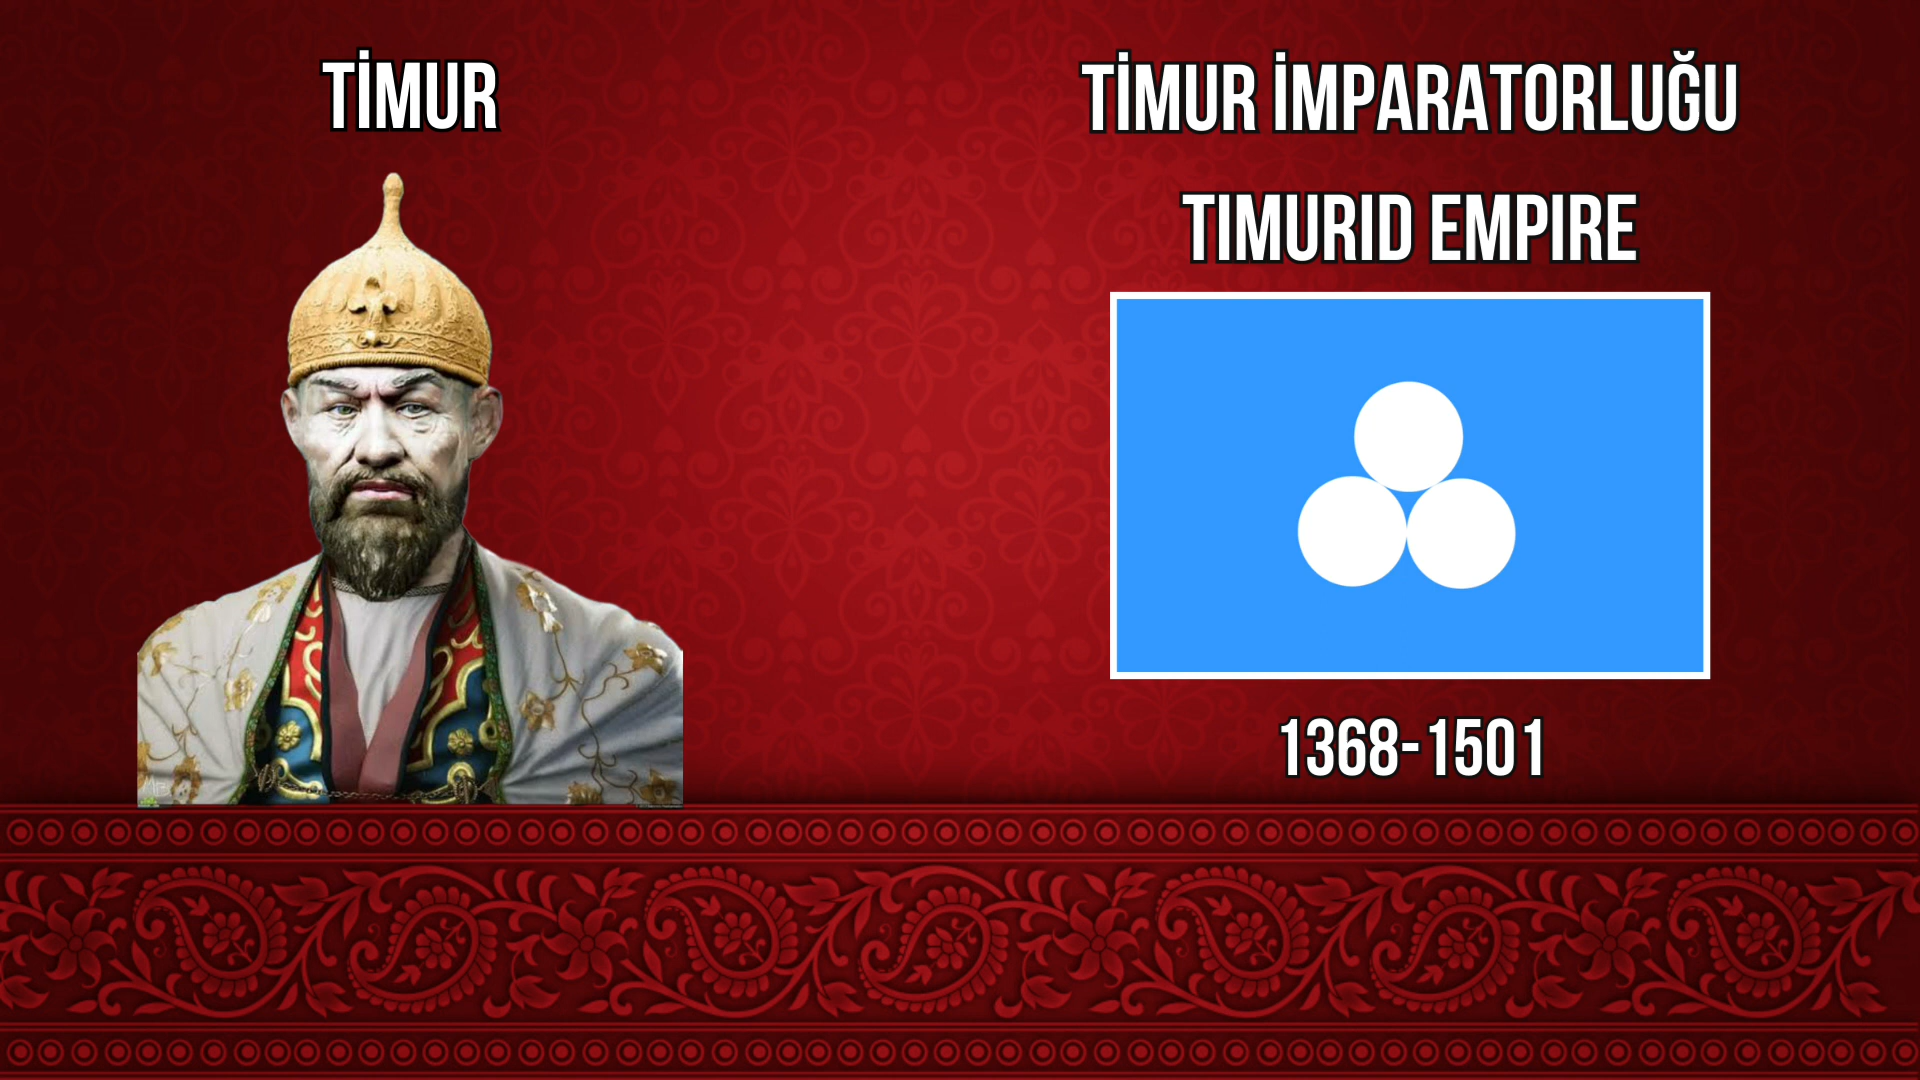 TİMUR
TİMUR İMPARATORLUĞU
TIMURID EMPIRE
1368-1501